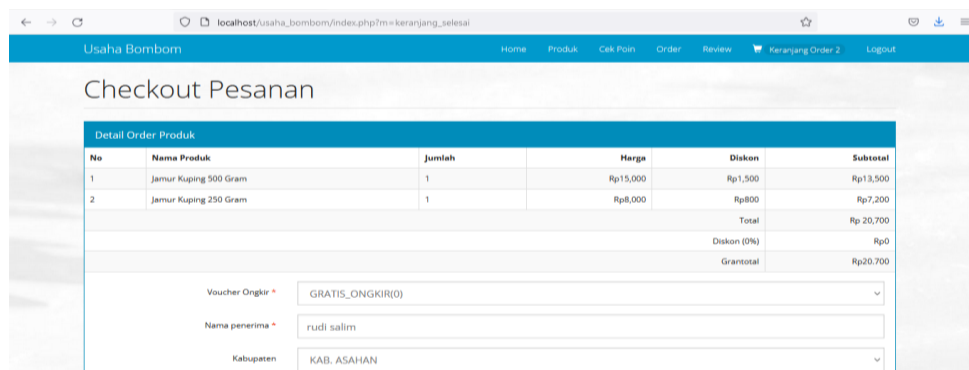 localhost/usaha_bombom/index.php?m=keranjang_selesai
Usaha Bombom Home Produk Cek Poin Order Review Keranjang Order 2 Logout
Checkout Pesanan
Detail Order Produk
No Nama Produk Jumlah Harga Diskon Subtotal
1 Jamur Kuping 500 Gram 1 Rp15,000 Rp1,500 Rp13,500
2 Jamur Kuping 250 Gram 1 Rp8,000 Rp800 Rp7,200
Total Rp 20,700
Diskon (0%) Rp0
Grantotal Rp20.700
Voucher Ongkir * GRATIS_ONGKIR(0)
Nama penerima * rudi salim
Kabupaten KAB. ASAHAN